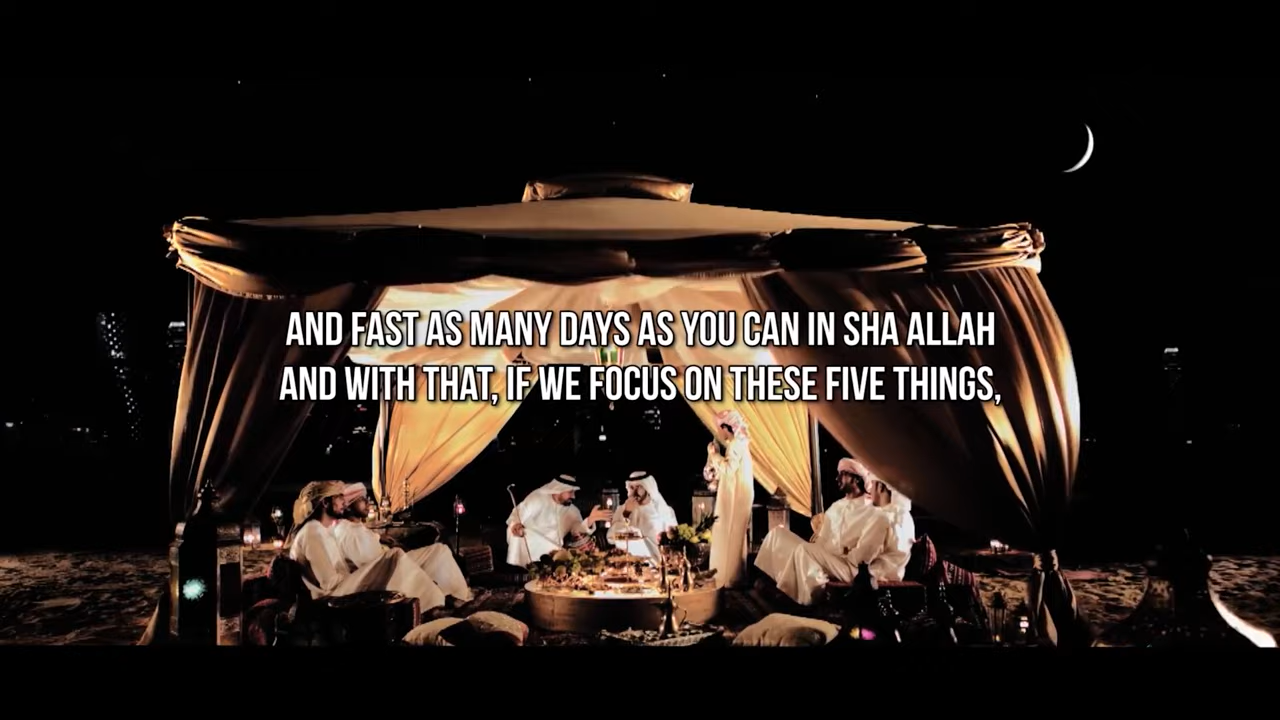 AND FAST AS MANY DAYS AS YOU CAN IN SHA ALLAH
AND WITH THAT, IF WE FOCUS ON THESE FIVE THINGS,